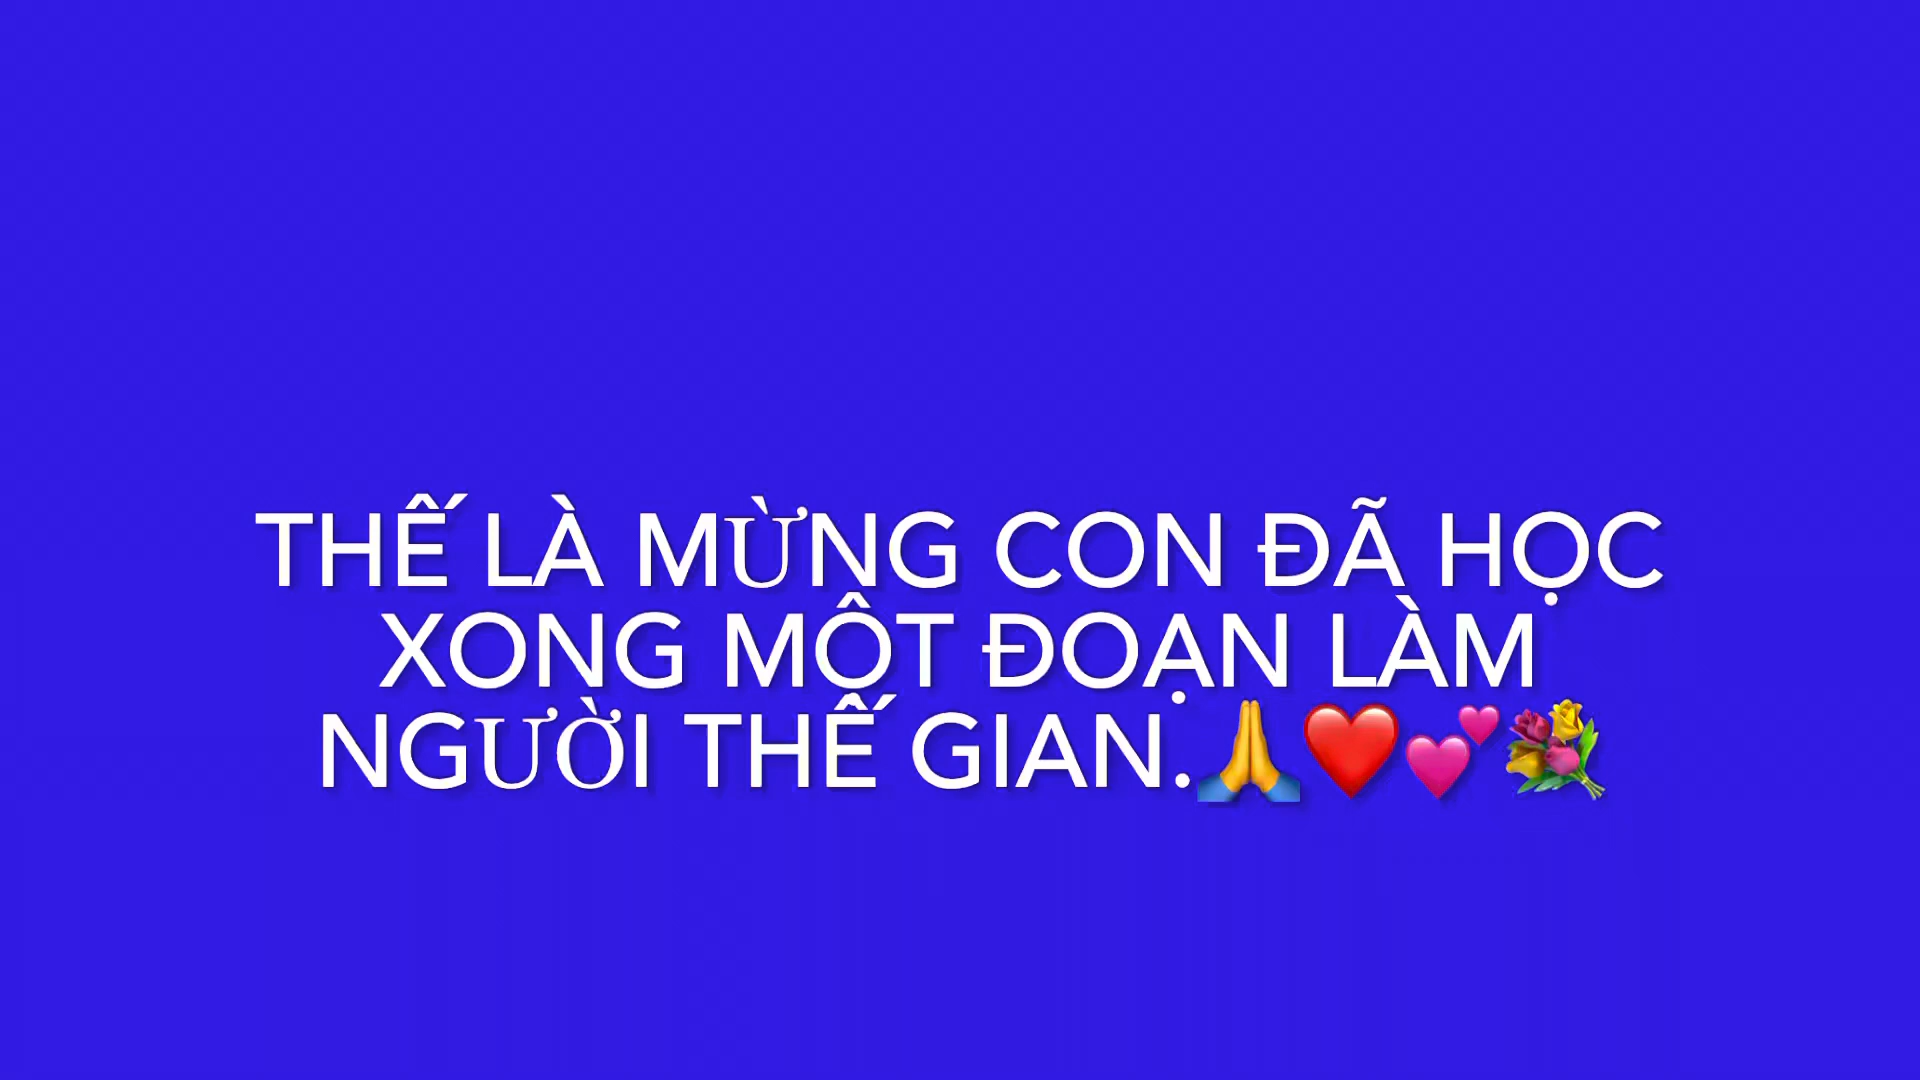 THẾ LÀ MỪNG CON ĐÃ HỌC
XONG MỘT ĐOẠN LÀM
NGƯỜI THẾ GIAN.🙏❤️💕💐